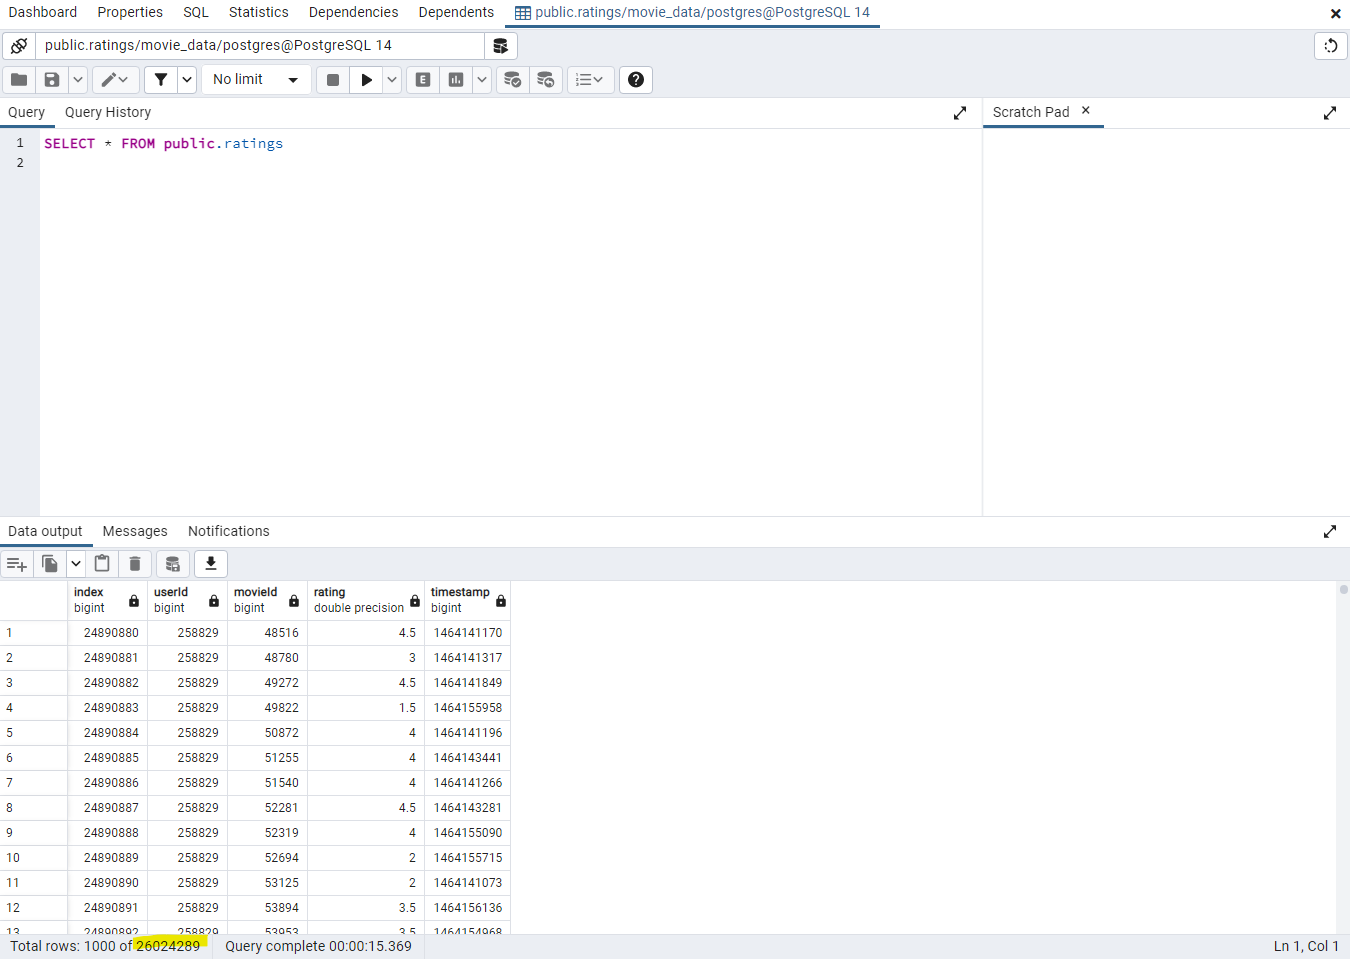 Dashboard Properties SQL Statistics Dependencies Dependents public.ratings/movie_data/postgres@PostgreSQL 14
public.ratings/movie_data/postgres@PostgreSQL 14
No limit E
Query Query History Scratch Pad
1 SELECT * FROM public.ratings
2
Data output Messages Notifications
index userId movieId rating timestamp
bigint bigint bigint double precision bigint
1 24890880 258829 48516 4.5 1464141170
2 24890881 258829 48780 3 1464141317
3 24890882 258829 49272 4.5 1464141849
4 24890883 258829 49822 1.5 1464155958
5 24890884 258829 50872 4 1464141196
6 24890885 258829 51255 4 1464143441
7 24890886 258829 51540 4 1464141266
8 24890887 258829 52281 4.5 1464143281
9 24890888 258829 52319 4 1464155090
10 24890889 258829 52694 2 1464155715
11 24890890 258829 53125 2 1464141073
12 24890891 258829 53894 3.5 1464156136
13 24890892 258829 53953 3.5 1464154968
Total rows: 1000 of 26024289 Query complete 00:00:15.369 Ln 1, Col 1